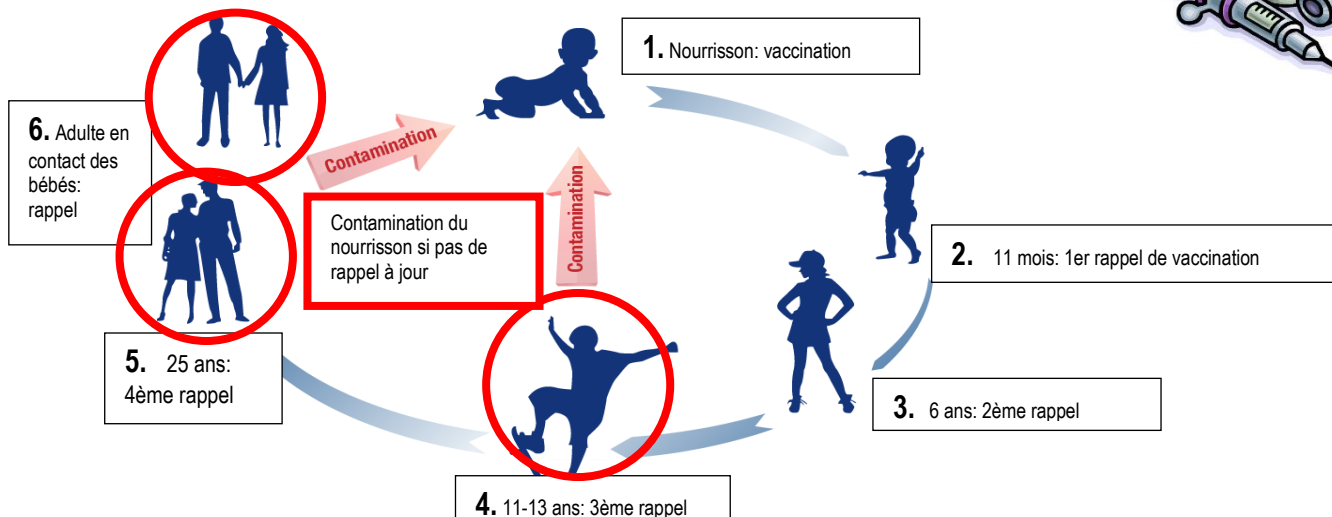 1. Nourrisson: vaccination
6. Adulte en
contact des
bébés:
rappel
Contamination
Contamination
Contamination du
nourrisson si pas de
rappel à jour
2. 11 mois: 1er rappel de vaccination
5. 25 ans:
4ème rappel
3. 6 ans: 2ème rappel
4. 11-13 ans: 3ème rappel